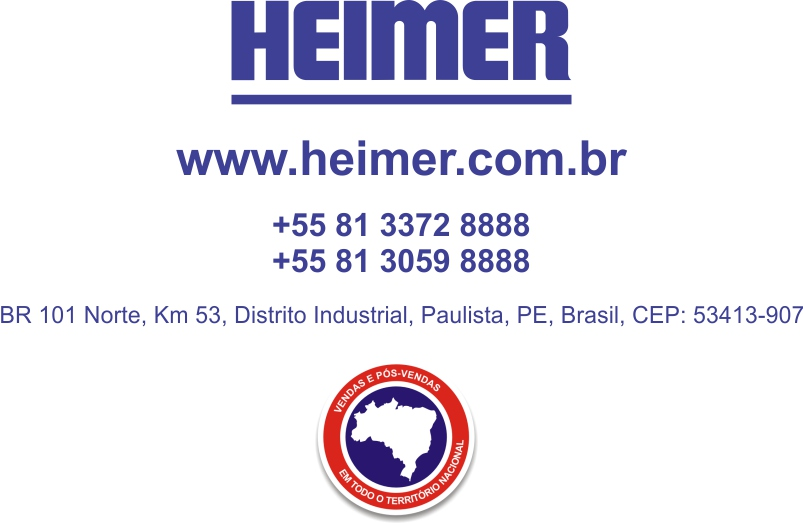 HEIMER
www.heimer.com.br
+55 81 3372 8888
+55 81 3059 8888
BR 101 Norte, Km 53, Distrito Industrial, Paulista, PE, Brasil, CEP: 53413-907
VENDAS E PÓS-VENDAS
EM TODO O TERRITÓRIO NACIONAL